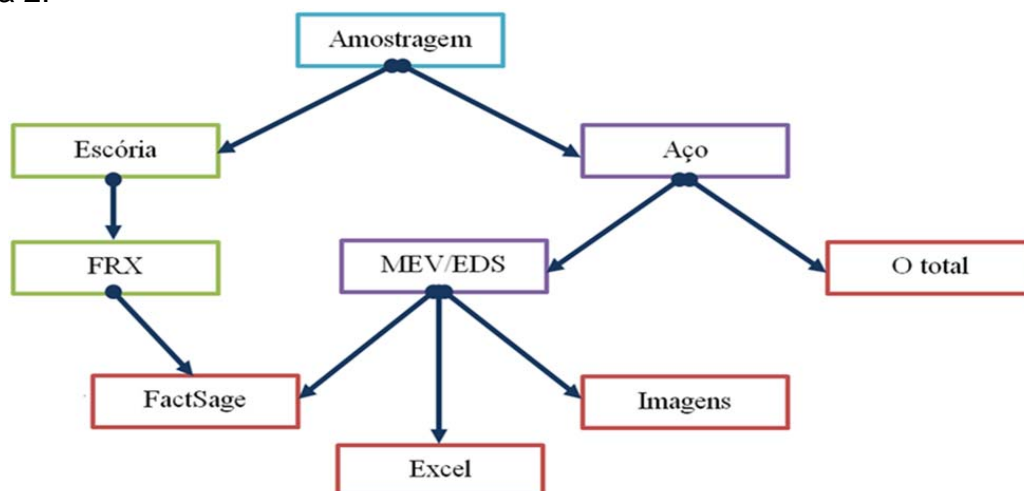 a 2.
Amostragem
Escória
Aço
FRX
MEV/EDS
O total
FactSage
Imagens
Excel